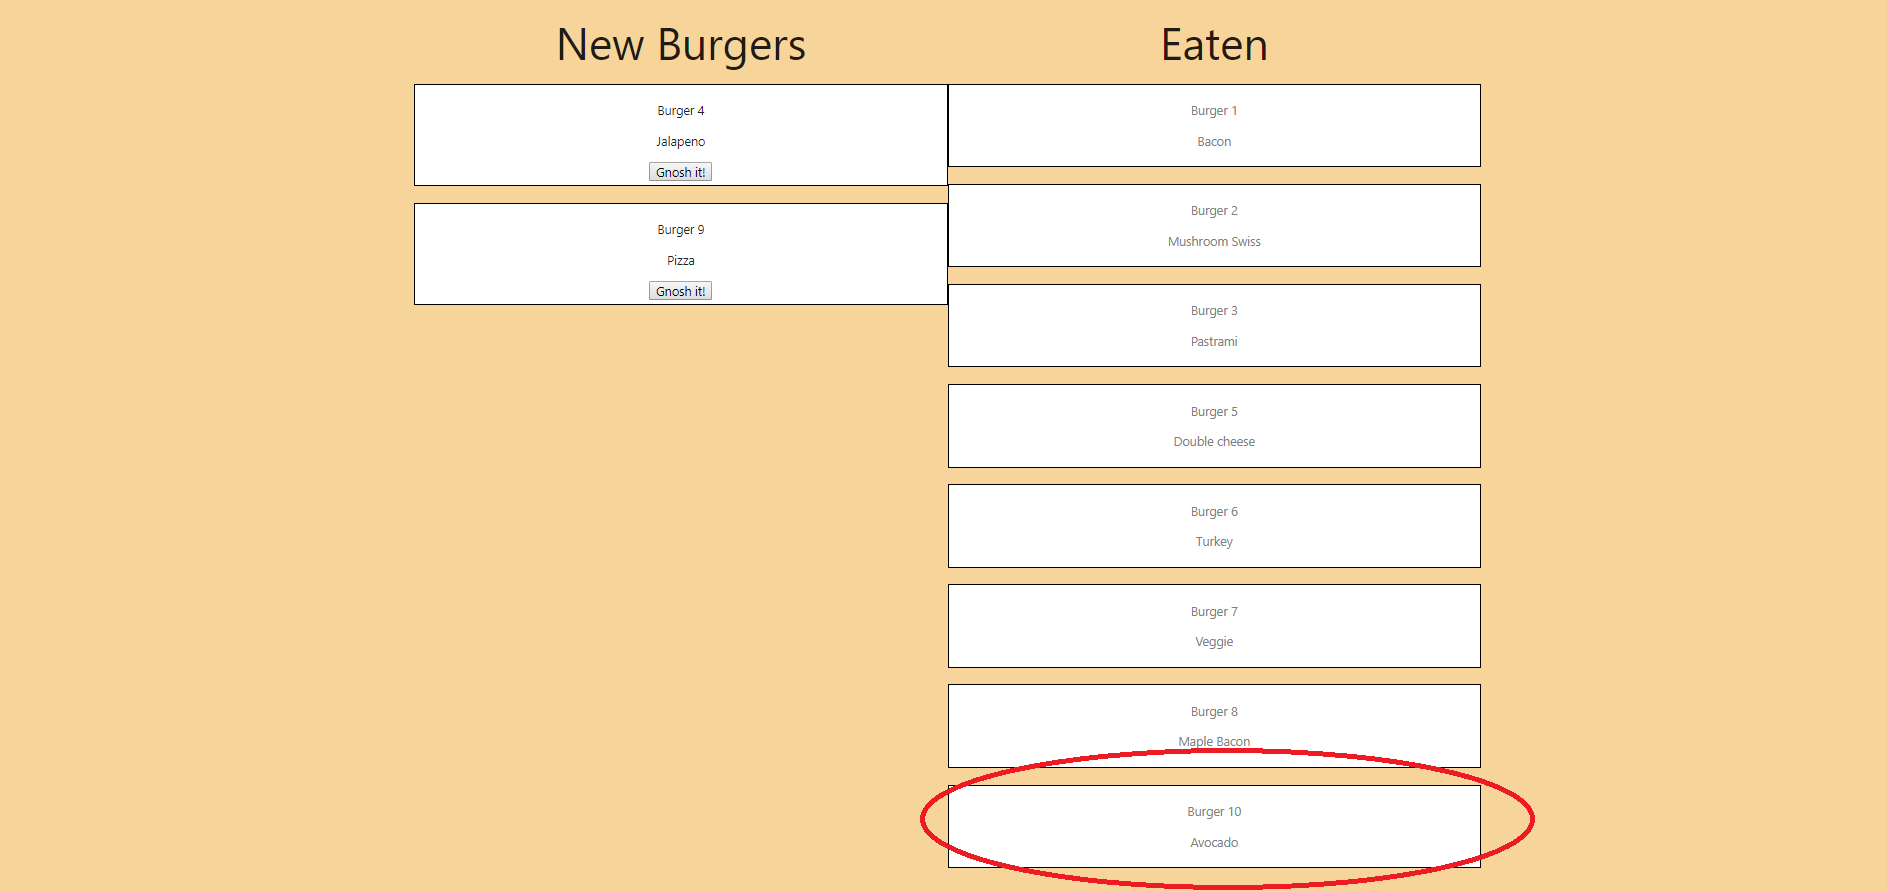 New Burgers
Burger 4
Jalapeno
Gnosh it!
Burger 9
Pizza
Gnosh it!
Eaten
Burger 1
Bacon
Burger 2
Mushroom Swiss
Burger 3
Pastrami
Burger 5
Double cheese
Burger 6
Turkey
Burger 7
Veggie
Burger 8
Maple Bacon
Burger 10
Avocado